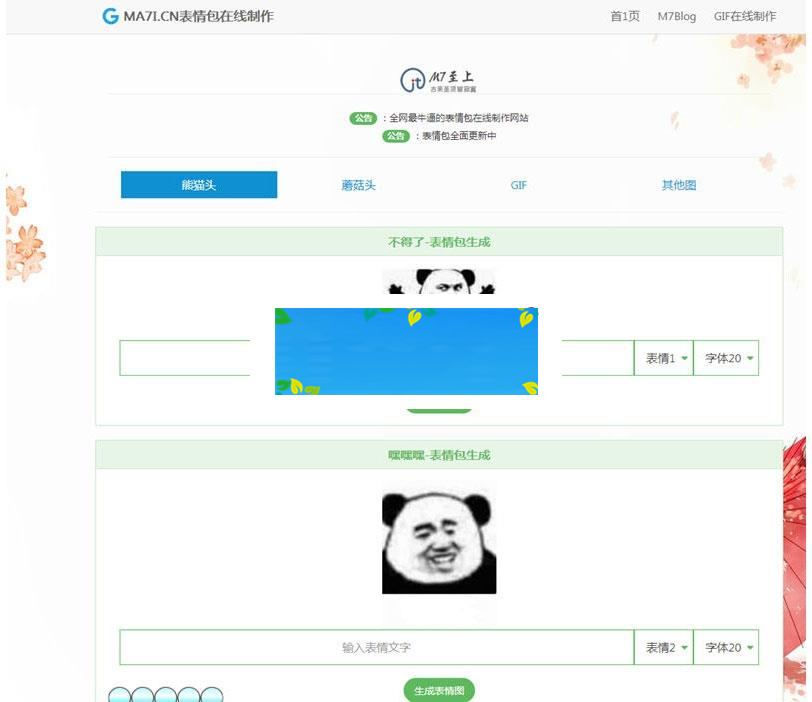 MA7I.CN表情包在线制作 首1页 M7Blog GIF在线制作
M7至上
公告 : 全网最牛逼的表情包在线制作网站
公告 : 表情包全面更新中
熊猫头 蘑菇头 GIF 其他图
不得了-表情包生成
表情1 字体20
嘿嘿嘿-表情包生成
输入表情文字 表情2 字体20
生成表情图